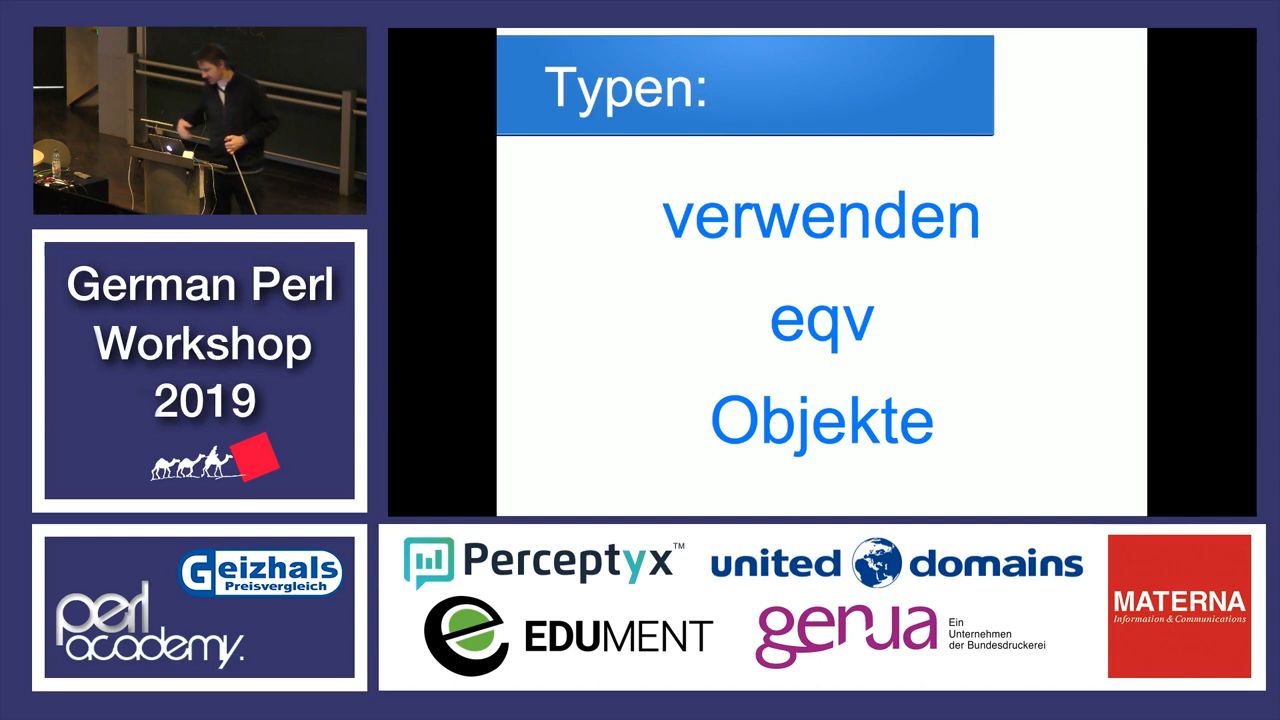 Typen:
verwenden
eqv
Objekte
German Perl
Workshop
2019
Geizhals
Preisvergleich
perl
academy.
Perceptyx™
united domains
EDUMENT
genua
Ein
Unternehmen
der Bundesdruckerei
MATERNA
Information & Communications